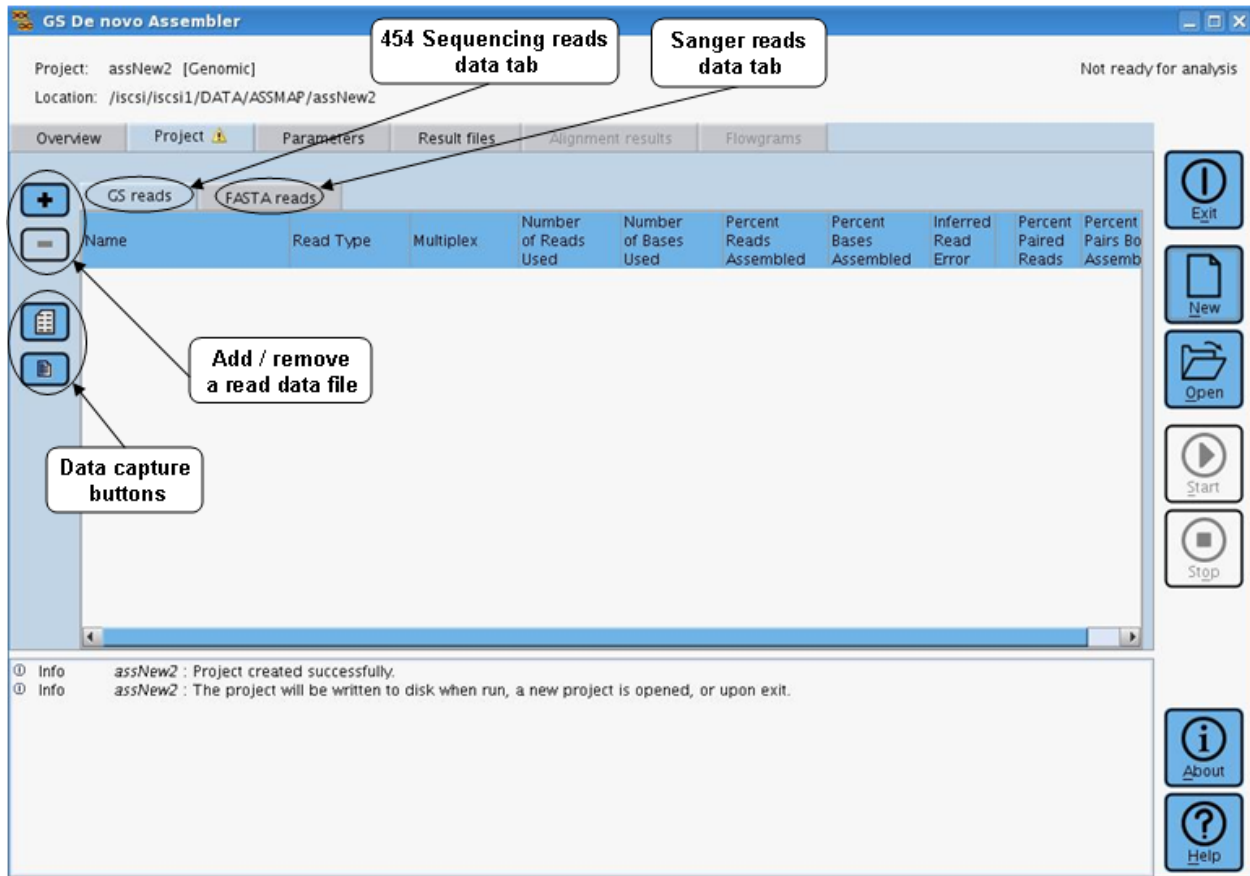 GS De novo Assembler
454 Sequencing reads
data tab
Sanger reads
data tab
Project: assNew2 [Genomic]
Not ready for analysis
Location: /iscsi/iscsi1/DATA/ASSMAP/assNew2
Overview
Project
Parameters
Result files
Alignment results
Flowgrams
GS reads
FASTA reads
Name
Read Type
Multiplex
Number
of Reads
Used
Number
of Bases
Used
Percent
Reads
Assembled
Percent
Bases
Assembled
Inferred
Read
Error
Percent
Paired
Reads
Percent
Pairs Bo
Assemb
Add / remove
a read data file
Data capture
buttons
Exit
New
Open
Start
Stop
Info assNew2 : Project created successfully.
Info assNew2 : The project will be written to disk when run, a new project is opened, or upon exit.
About
Help